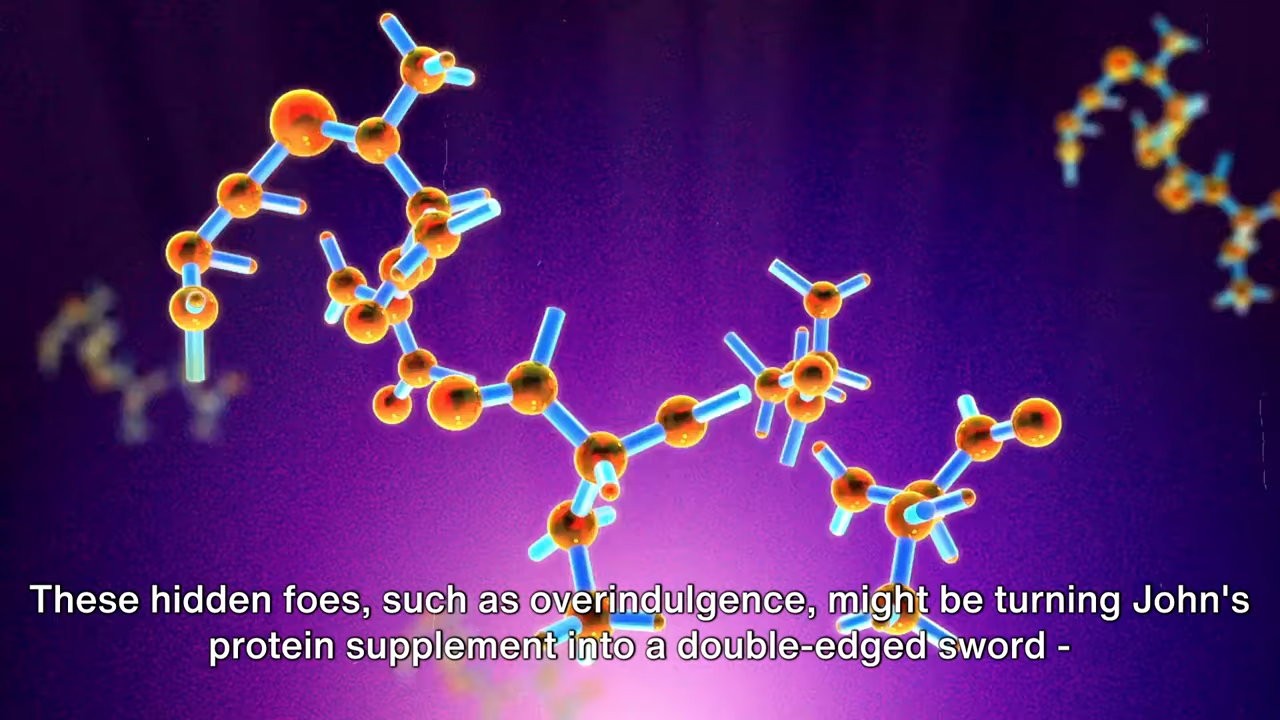 These hidden foes, such as overindulgence, might be turning John's
protein supplement into a double-edged sword -